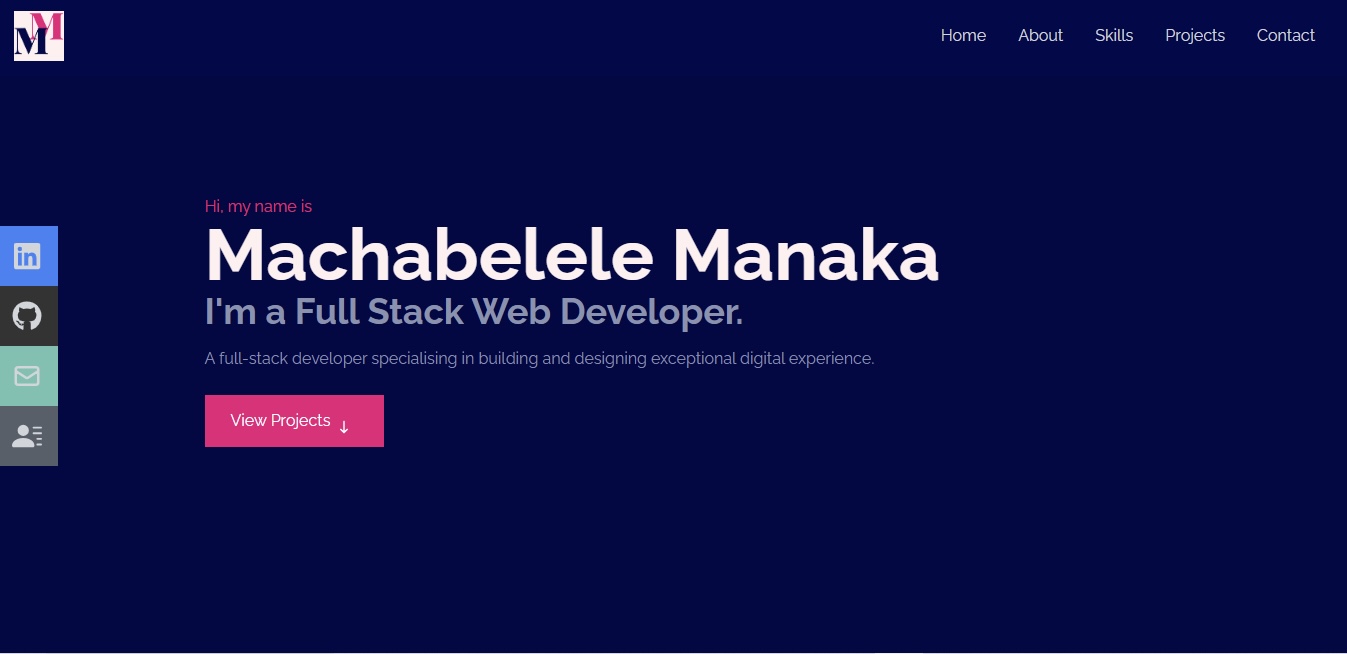 MM
Home About Skills Projects Contact
Hi, my name is
Machabelele Manaka
I'm a Full Stack Web Developer.
A full-stack developer specialising in building and designing exceptional digital experience.
View Projects ↓
in